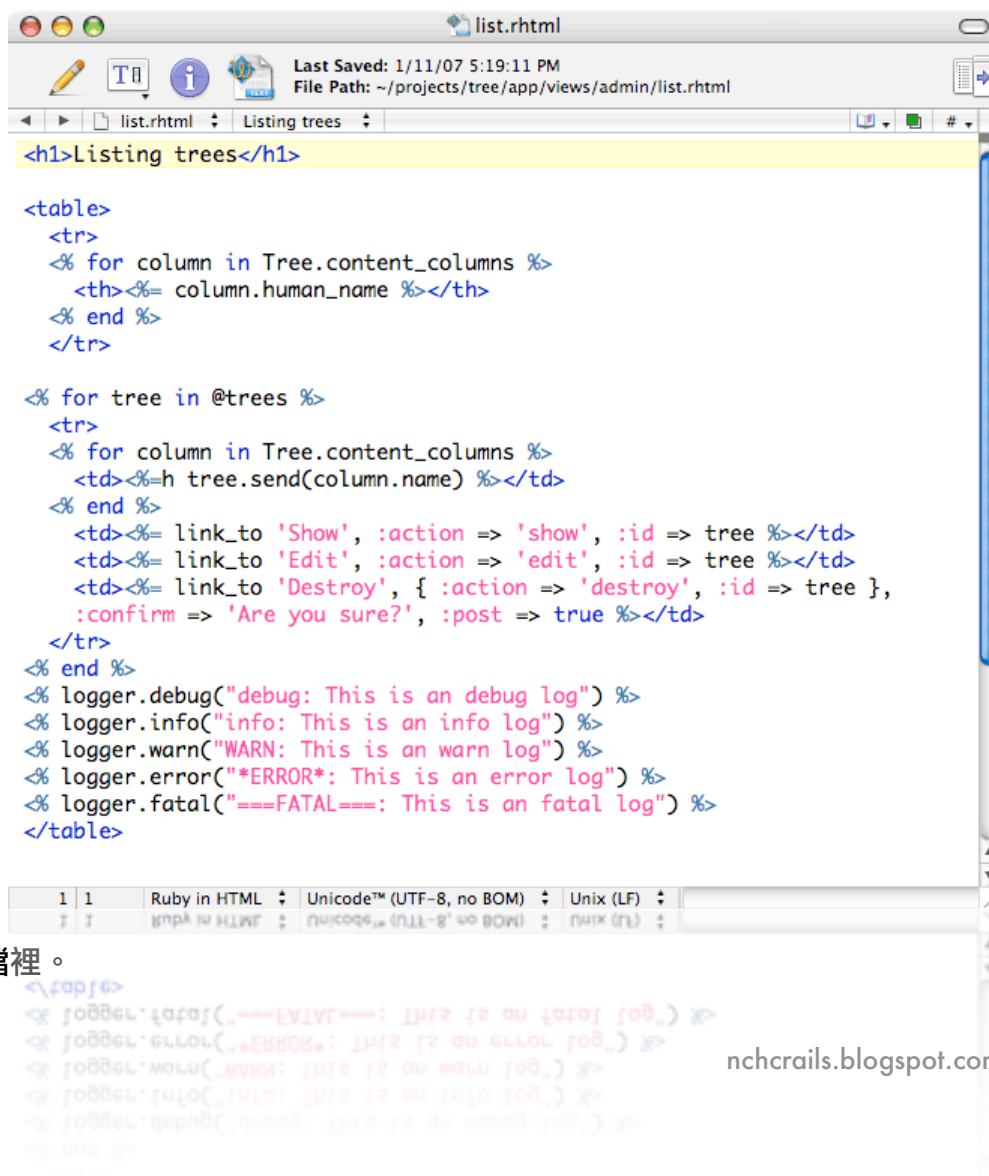 list.rhtml
Last Saved: 1/11/07 5:19:11 PM
File Path: ~/projects/tree/app/views/admin/list.rhtml
list.rhtml Listing trees #
<h1>Listing trees</h1>
<table>
<tr>
<% for column in Tree.content_columns %>
<th><%= column.human_name %></th>
<% end %>
</tr>
<% for tree in @trees %>
<tr>
<% for column in Tree.content_columns %>
<td><%=h tree.send(column.name) %></td>
<% end %>
<td><%= link_to 'Show', :action => 'show', :id => tree %></td>
<td><%= link_to 'Edit', :action => 'edit', :id => tree %></td>
<td><%= link_to 'Destroy', { :action => 'destroy', :id => tree },
:confirm => 'Are you sure?', :post => true %></td>
</tr>
<% end %>
<% logger.debug("debug: This is an debug log") %>
<% logger.info("info: This is an info log") %>
<% logger.warn("WARN: This is an warn log") %>
<% logger.error("*ERROR*: This is an error log") %>
<% logger.fatal("===FATAL===: This is an fatal log") %>
</table>
1 1 Ruby in HTML Unicode™ (UTF-8, no BOM) Unix (LF)
檔裡。
nchcrails.blogspot.com